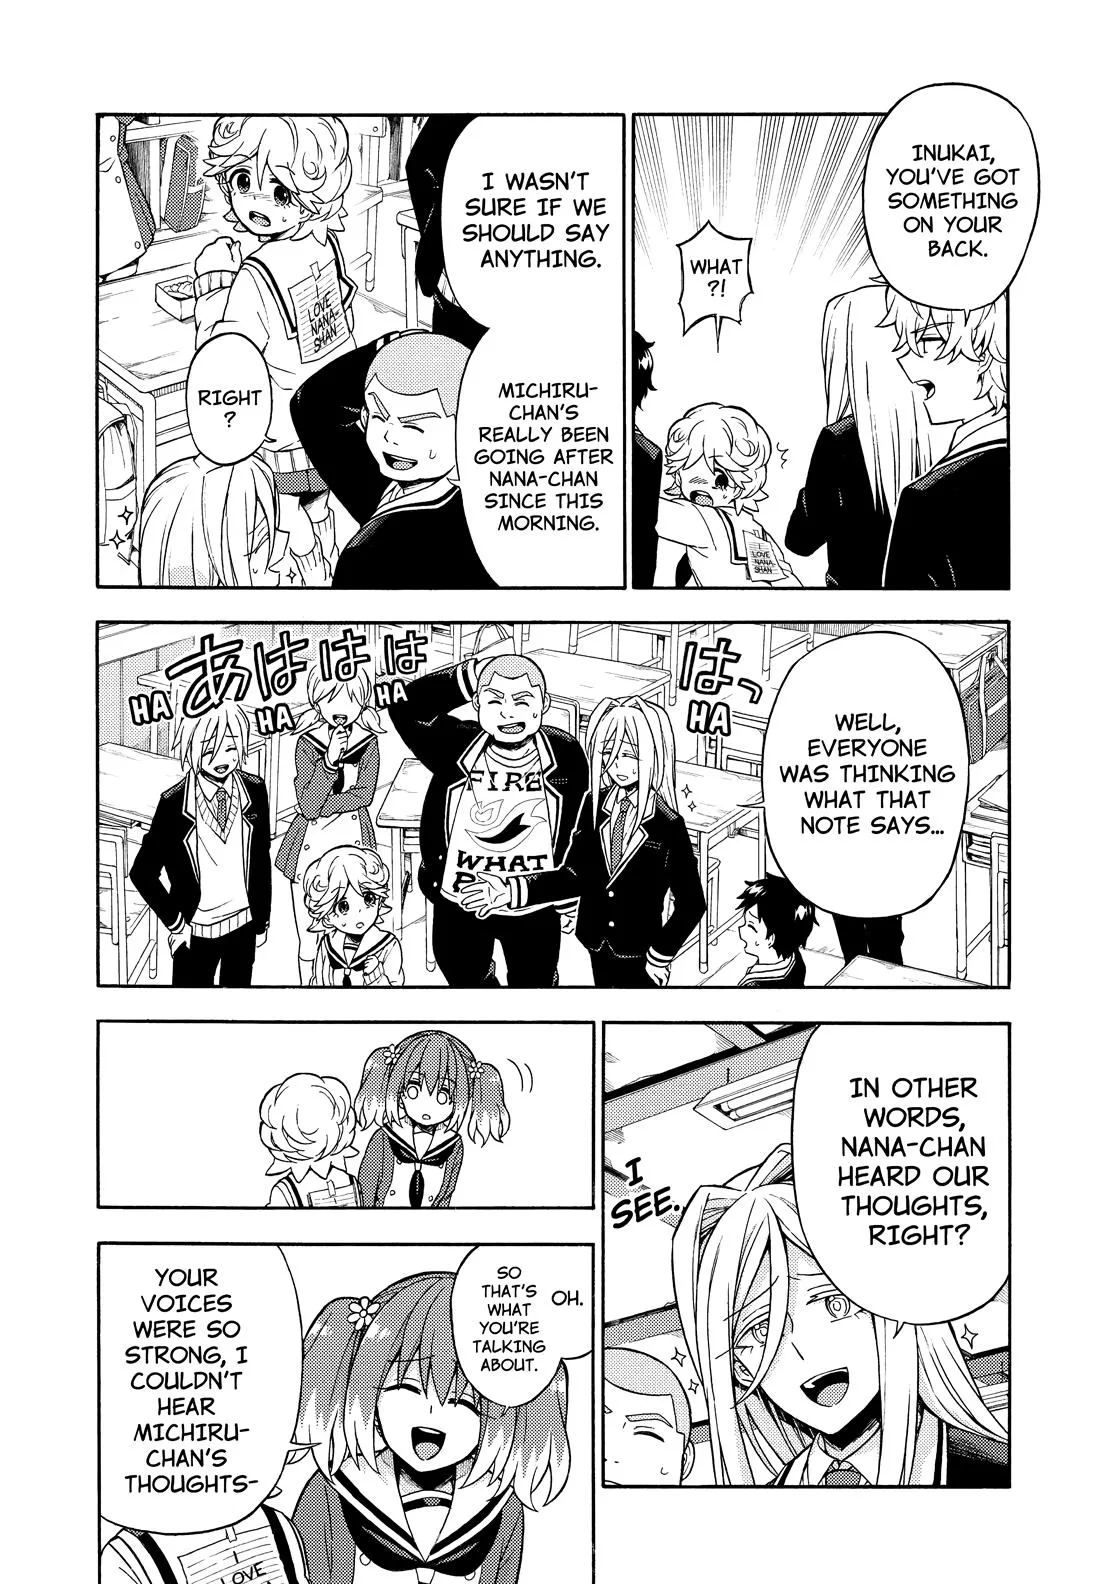 INUKAI,
YOU'VE GOT
SOMETHING
ON YOUR
BACK.
WHAT
?!
I
LOVE
NANA-
SHAN
I WASN'T
SURE IF WE
SHOULD SAY
ANYTHING.
I
LOVE
NANA-
SHAN
RIGHT
?
MICHIRU-
CHAN'S
REALLY BEEN
GOING AFTER
NANA-CHAN
SINCE THIS
MORNING.
はっ
HA
あははは
HA
HA
HA
WELL,
EVERYONE
WAS THINKING
WHAT THAT
NOTE SAYS...
FIRE
WHAT
IN OTHER
WORDS,
NANA-CHAN
HEARD OUR
THOUGHTS,
RIGHT?
I
SEE.
OH.
SO
THAT'S
WHAT
YOU'RE
TALKING
ABOUT.
YOUR
VOICES
WERE SO
STRONG, I
COULDN'T
HEAR
MICHIRU-
CHAN'S
THOUGHTS-
I
LOVE